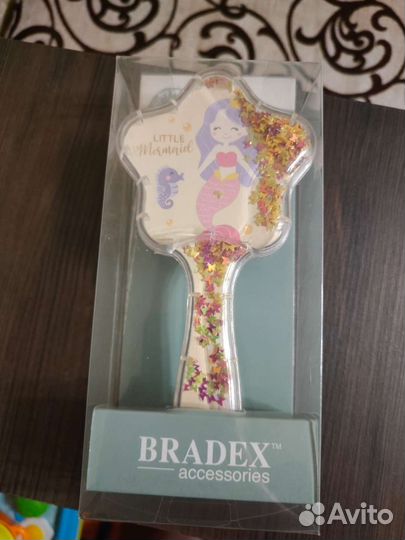 LITTLE
Mermaid
BRADEX™
accessories
Avito